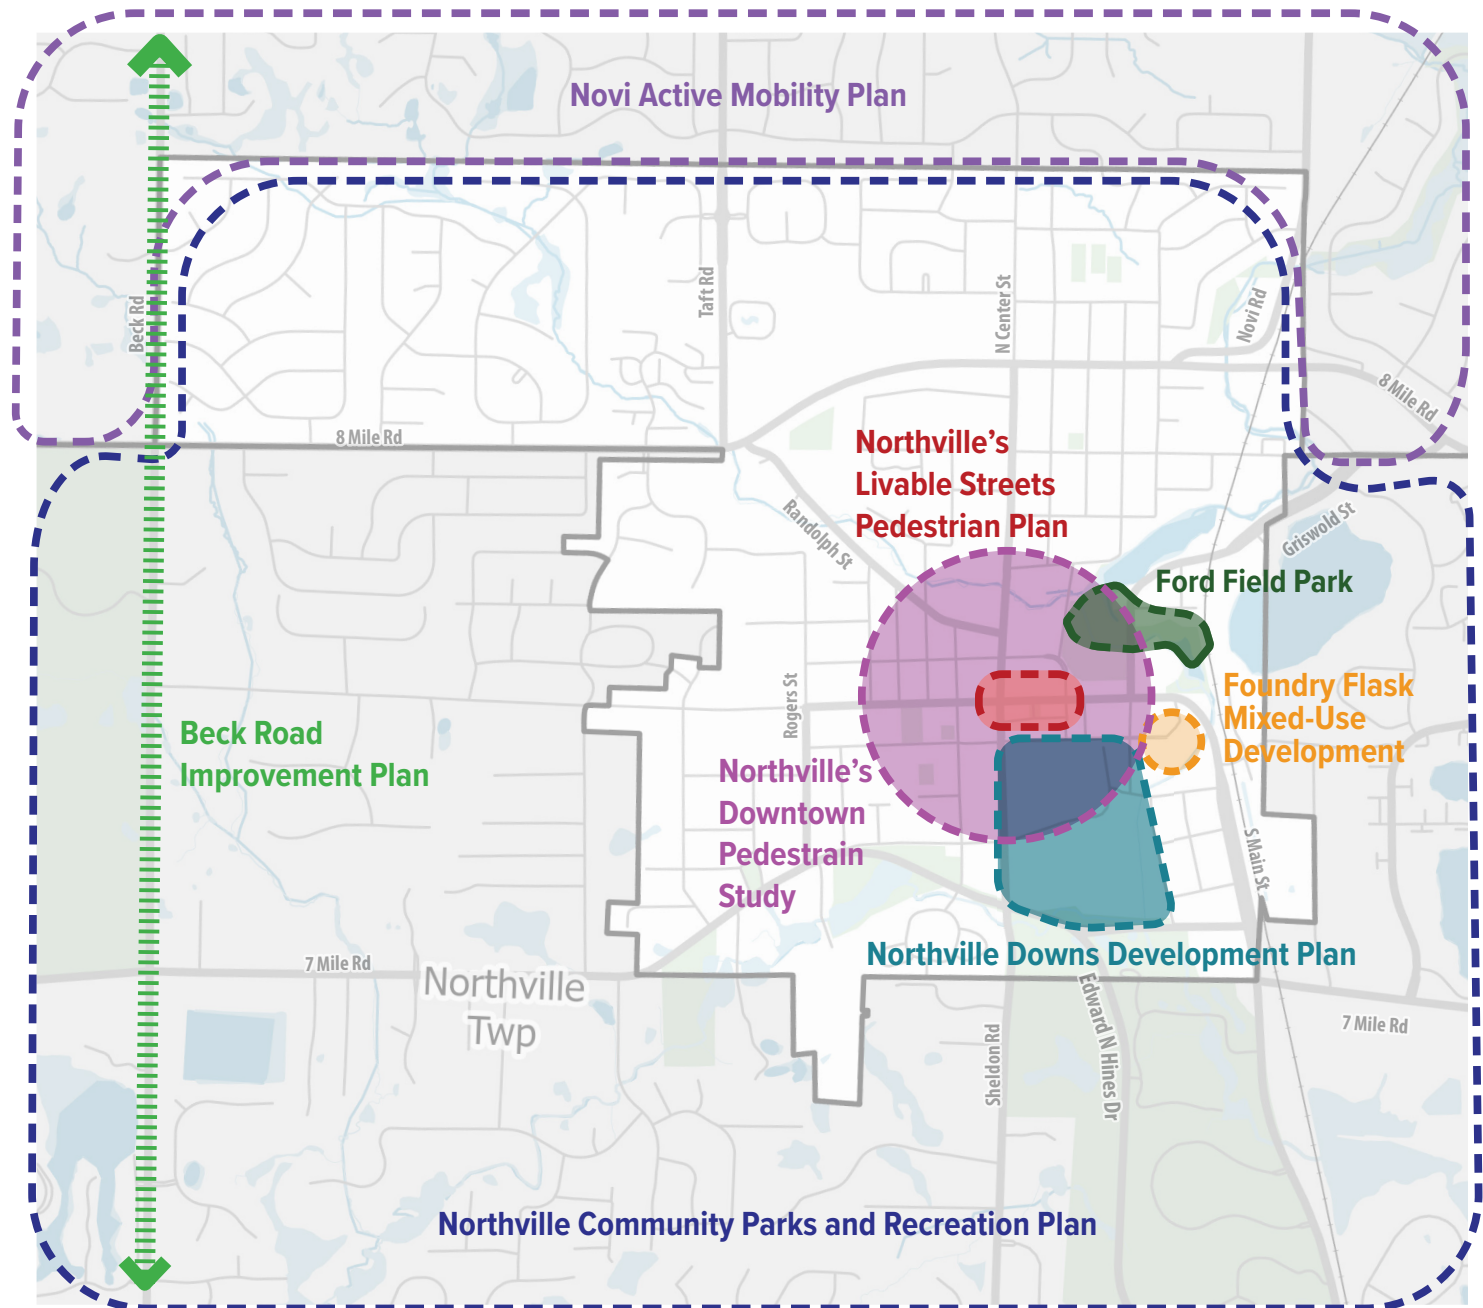 Novi Active Mobility Plan
Beck Rd
Taft Rd
N Center St
Novi Rd
8 Mile Rd
8 Mile Rd
Northville's
Livable Streets
Pedestrian Plan
Randolph St
Griswold St
Ford Field Park
Rogers St
Foundry Flask
Mixed-Use
Development
Beck Road
Improvement Plan
Northville's
Downtown
Pedestrain
Study
S Main St
Northville Downs Development Plan
7 Mile Rd
Northville
Twp
Sheldon Rd
Edward N Hines Dr
7 Mile Rd
Northville Community Parks and Recreation Plan